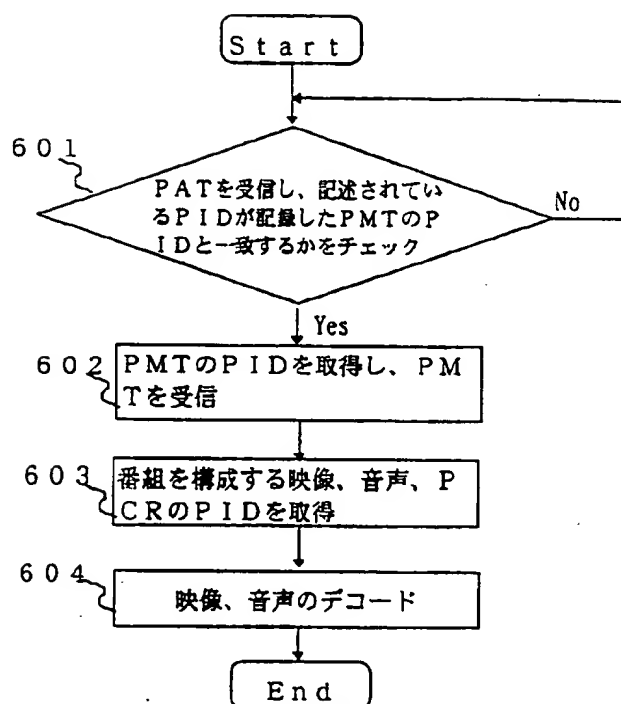 Start
601
PATを受信し、記述されてい
るPIDが記録したPMTのP
IDと一致するかをチェック
No
Yes
602
PMTのPIDを取得し、PM
Tを受信
603
番組を構成する映像、音声、P
CRのPIDを取得
604
映像、音声のデコード
End